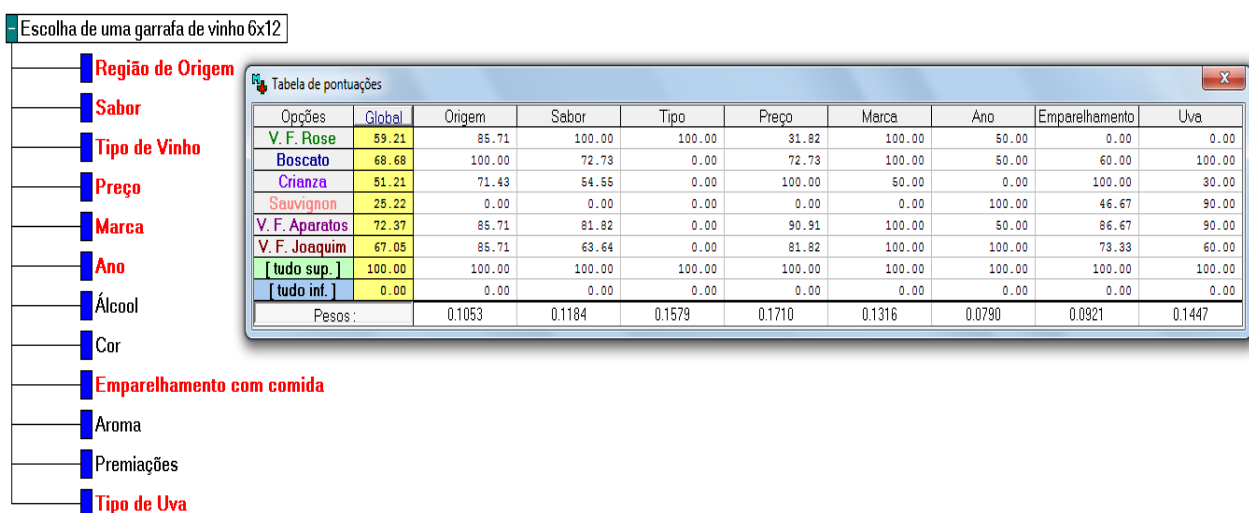 Escolha de uma garrafa de vinho 6x12
Região de Origem
Sabor
Tipo de Vinho
Preço
Marca
Ano
Álcool
Cor
Emparelhamento com comida
Aroma
Premiações
Tipo de Uva
Tabela de pontuações
X
Opções Global Origem Sabor Tipo Preço Marca Ano Emparelhamento Uva
V. F. Rose 59.21 85.71 100.00 100.00 31.82 100.00 50.00 0.00 0.00
Boscato 68.68 100.00 72.73 0.00 72.73 100.00 50.00 60.00 100.00
Crianza 51.21 71.43 54.55 0.00 100.00 50.00 0.00 100.00 30.00
Sauvignon 25.22 0.00 0.00 0.00 0.00 0.00 100.00 46.67 90.00
V. F. Aparatos 72.37 85.71 81.82 0.00 90.91 100.00 50.00 86.67 90.00
V. F. Joaquim 67.05 85.71 63.64 0.00 81.82 100.00 100.00 73.33 60.00
[ tudo sup. ] 100.00 100.00 100.00 100.00 100.00 100.00 100.00 100.00 100.00
[ tudo inf. ] 0.00 0.00 0.00 0.00 0.00 0.00 0.00 0.00 0.00
Pesos : 0.1053 0.1184 0.1579 0.1710 0.1316 0.0790 0.0921 0.1447